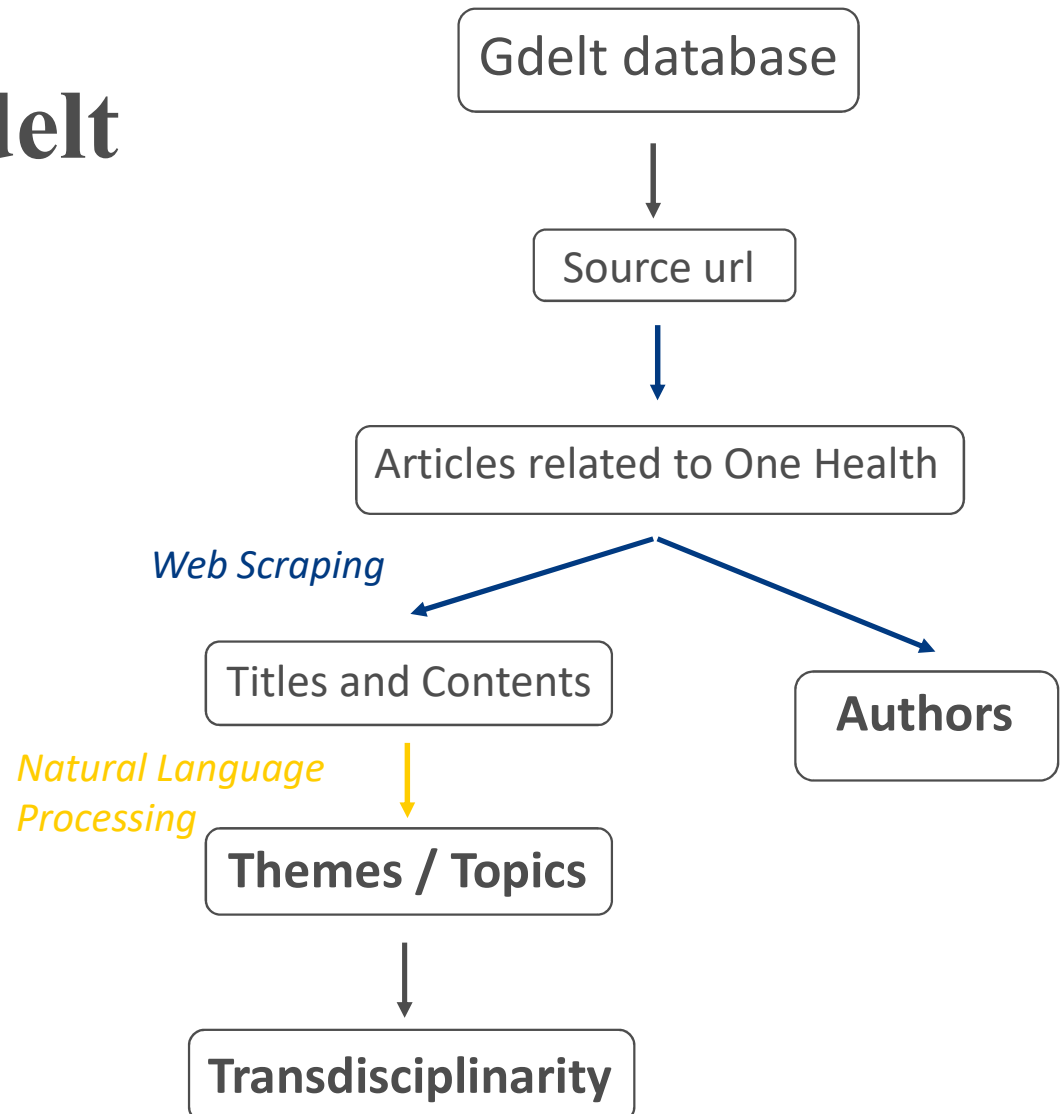 Gdelt database
delt
Source url
Articles related to One Health
Web Scraping
Titles and Contents
Authors
Natural Language
Processing
Themes / Topics
Transdisciplinarity